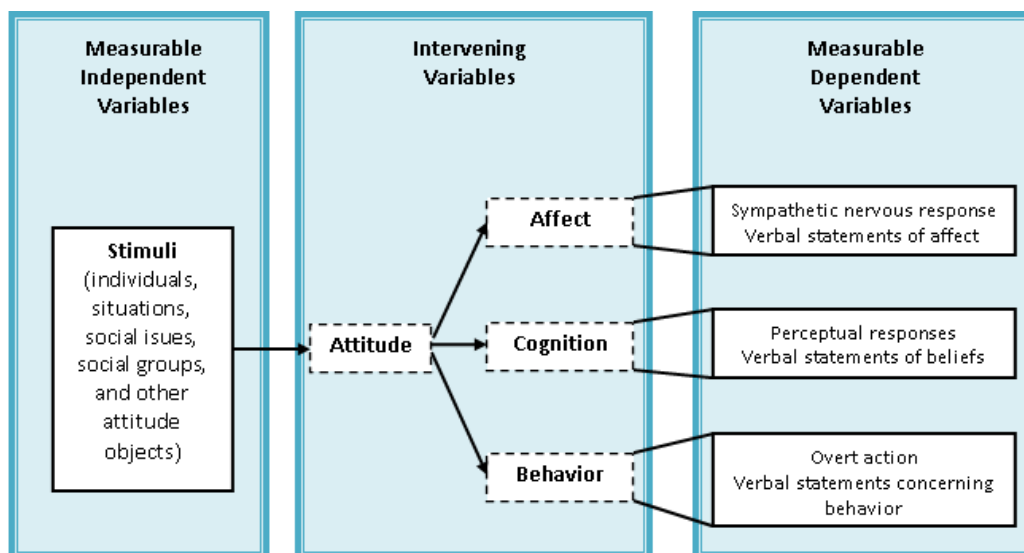 Measurable
Independent
Variables
Intervening
Variables
Measurable
Dependent
Variables
Stimuli
(individuals,
situations,
social isues,
social groups,
and other
attitude
objects)
Attitude
Affect
Cognition
Behavior
Sympathetic nervous response
Verbal statements of affect
Perceptual responses
Verbal statements of beliefs
Overt action
Verbal statements concerning
behavior